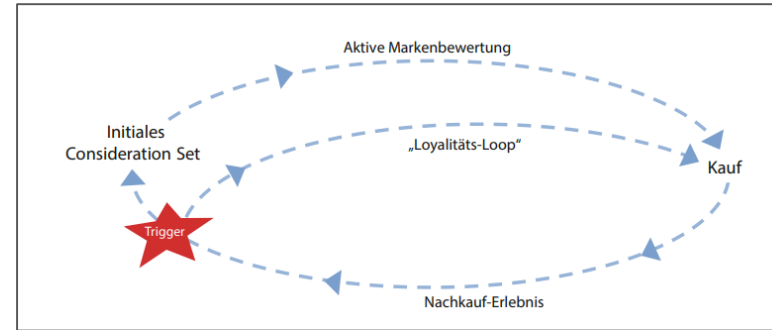 Aktive Markenbewertung
Initiales
Consideration Set
„Loyalitäts-Loop“
Kauf
Trigger
Nachkauf-Erlebnis